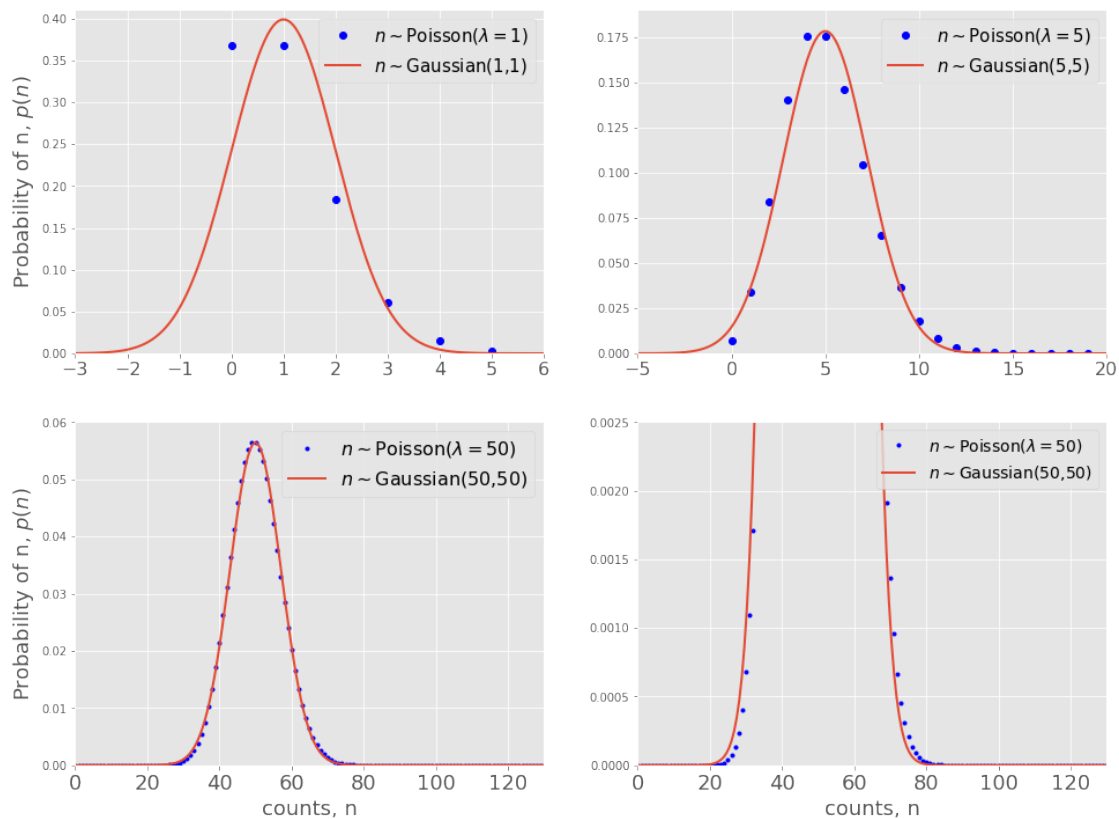 0.40
0.35
0.30
0.25
0.20
0.15
0.10
0.05
0.00
Probability of n, p(n)
n ∼ Poisson(λ = 1)
n ∼ Gaussian(1,1)
−3 −2 −1 0 1 2 3 4 5 6
0.175
0.150
0.125
0.100
0.075
0.050
0.025
0.000
n ∼ Poisson(λ = 5)
n ∼ Gaussian(5,5)
−5 0 5 10 15 20
0.06
0.05
0.04
0.03
0.02
0.01
0.00
Probability of n, p(n)
n ∼ Poisson(λ = 50)
n ∼ Gaussian(50,50)
0 20 40 60 80 100 120
counts, n
0.0025
0.0020
0.0015
0.0010
0.0005
0.0000
n ∼ Poisson(λ = 50)
n ∼ Gaussian(50,50)
0 20 40 60 80 100 120
counts, n